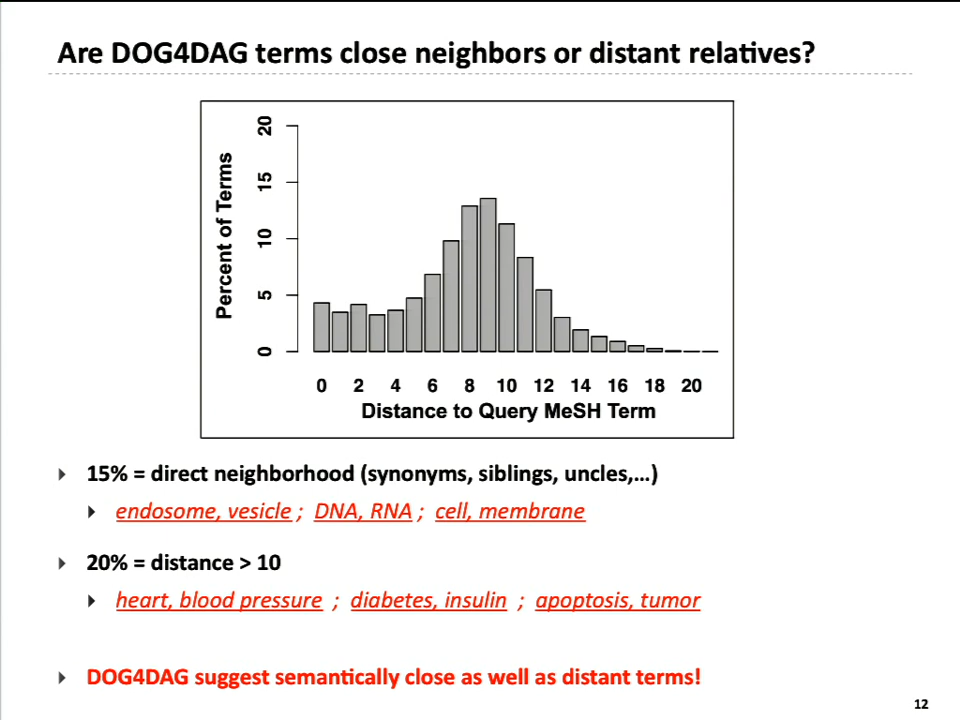 Are DOG4DAG terms close neighbors or distant relatives?
Percent of Terms
20
15
10
5
0
0 2 4 6 8 10 12 14 16 18 20
Distance to Query MeSH Term
15% = direct neighborhood (synonyms, siblings, uncles,...)
endosome, vesicle ; DNA, RNA ; cell, membrane
20% = distance > 10
heart, blood pressure ; diabetes, insulin ; apoptosis, tumor
DOG4DAG suggest semantically close as well as distant terms!
12